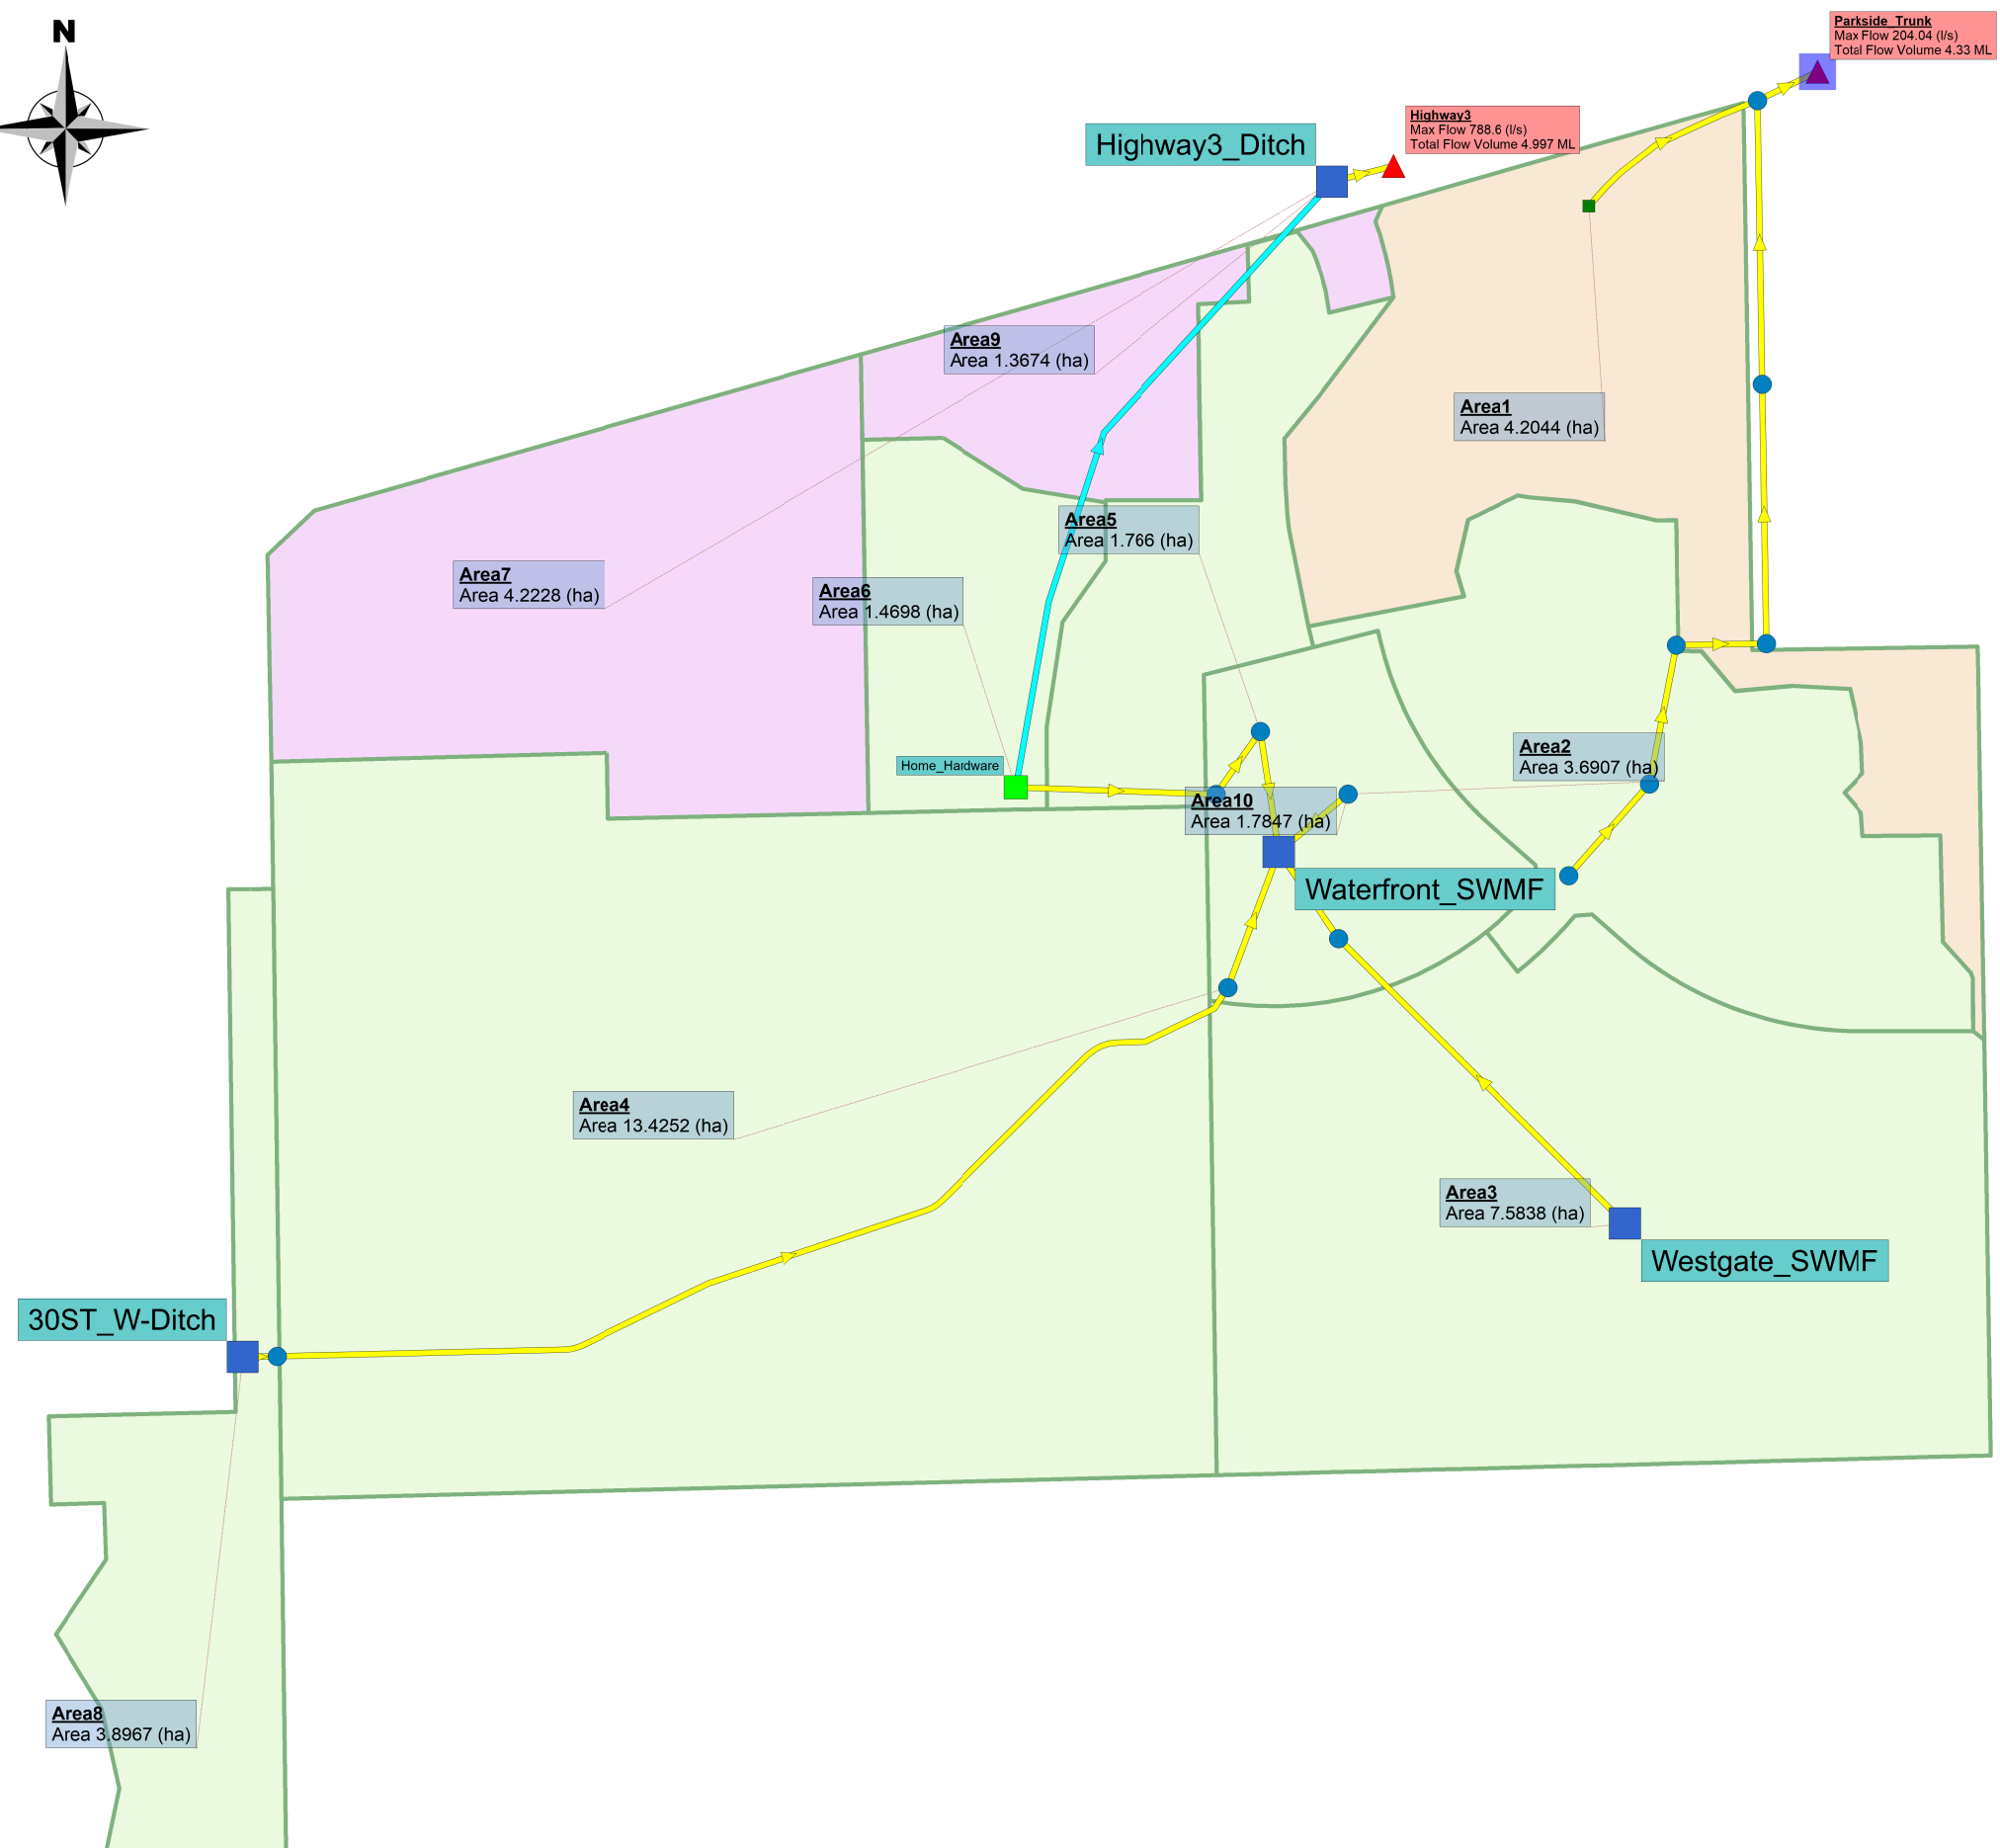 N
Parkside_Trunk
Max Flow 204.04 (l/s)
Total Flow Volume 4.33 ML
Highway3
Max Flow 788.6 (l/s)
Total Flow Volume 4.997 ML
Highway3_Ditch
Area9
Area 1.3674 (ha)
Area1
Area 4.2044 (ha)
Area5
Area 1.766 (ha)
Area7
Area 4.2228 (ha)
Area6
Area 1.4698 (ha)
Area2
Area 3.6907 (ha)
Home_Hardware
Area10
Area 1.7847 (ha)
Waterfront_SWMF
Area4
Area 13.4252 (ha)
Area3
Area 7.5838 (ha)
Westgate_SWMF
30ST_W-Ditch
Area8
Area 3.8967 (ha)